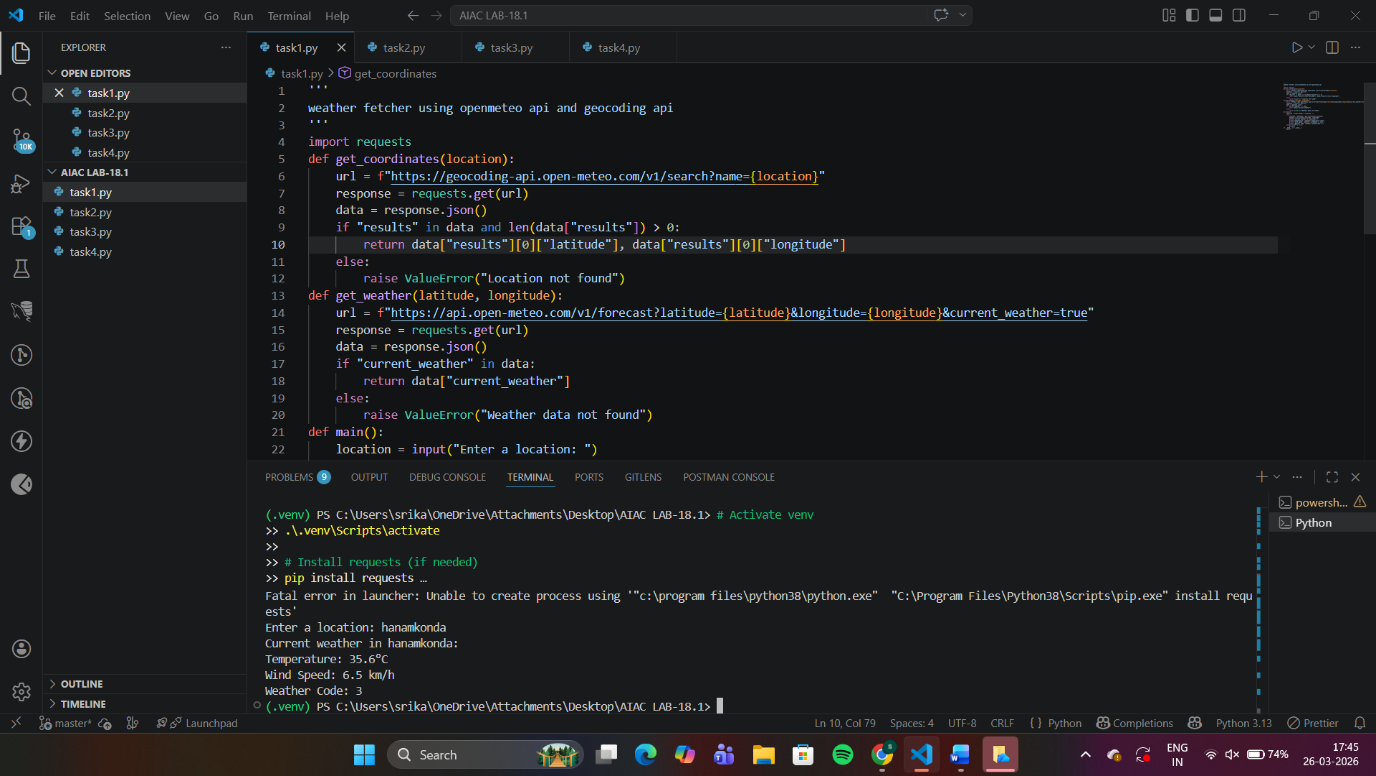 File Edit Selection View Go Run Terminal Help
AIAC LAB-18.1
EXPLORER
OPEN EDITORS
task1.py
task2.py
task3.py
task4.py
AIAC LAB-18.1
task1.py
task2.py
task3.py
task4.py
OUTLINE
TIMELINE
10K
1
task1.py task2.py task3.py task4.py
task1.py > get_coordinates
1 '''
2 weather fetcher using openmeteo api and geocoding api
3 '''
4 import requests
5 def get_coordinates(location):
6 url = f"https://geocoding-api.open-meteo.com/v1/search?name={location}"
7 response = requests.get(url)
8 data = response.json()
9 if "results" in data and len(data["results"]) > 0:
10 return data["results"][0]["latitude"], data["results"][0]["longitude"]
11 else:
12 raise ValueError("Location not found")
13 def get_weather(latitude, longitude):
14 url = f"https://api.open-meteo.com/v1/forecast?latitude={latitude}&longitude={longitude}&current_weather=true"
15 response = requests.get(url)
16 data = response.json()
17 if "current_weather" in data:
18 return data["current_weather"]
19 else:
20 raise ValueError("Weather data not found")
21 def main():
22 location = input("Enter a location: ")
PROBLEMS 9 OUTPUT DEBUG CONSOLE TERMINAL PORTS GITLENS POSTMAN CONSOLE
(.venv) PS C:\Users\srika\OneDrive\Attachments\Desktop\AIAC LAB-18.1> # Activate venv
>> .\.venv\Scripts\activate
>>
>> # Install requests (if needed)
>> pip install requests …
Fatal error in launcher: Unable to create process using '"c:\program files\python38\python.exe"  "C:\Program Files\Python38\Scripts\pip.exe" install requ
ests'
Enter a location: hanamkonda
Current weather in hanamkonda:
Temperature: 35.6°C
Wind Speed: 6.5 km/h
Weather Code: 3
(.venv) PS C:\Users\srika\OneDrive\Attachments\Desktop\AIAC LAB-18.1>
powersh...
Python
master* Launchpad Ln 10, Col 79 Spaces: 4 UTF-8 CRLF {} Python Completions Python 3.13 Prettier
Search
ENG
IN
74%
17:45
26-03-2026